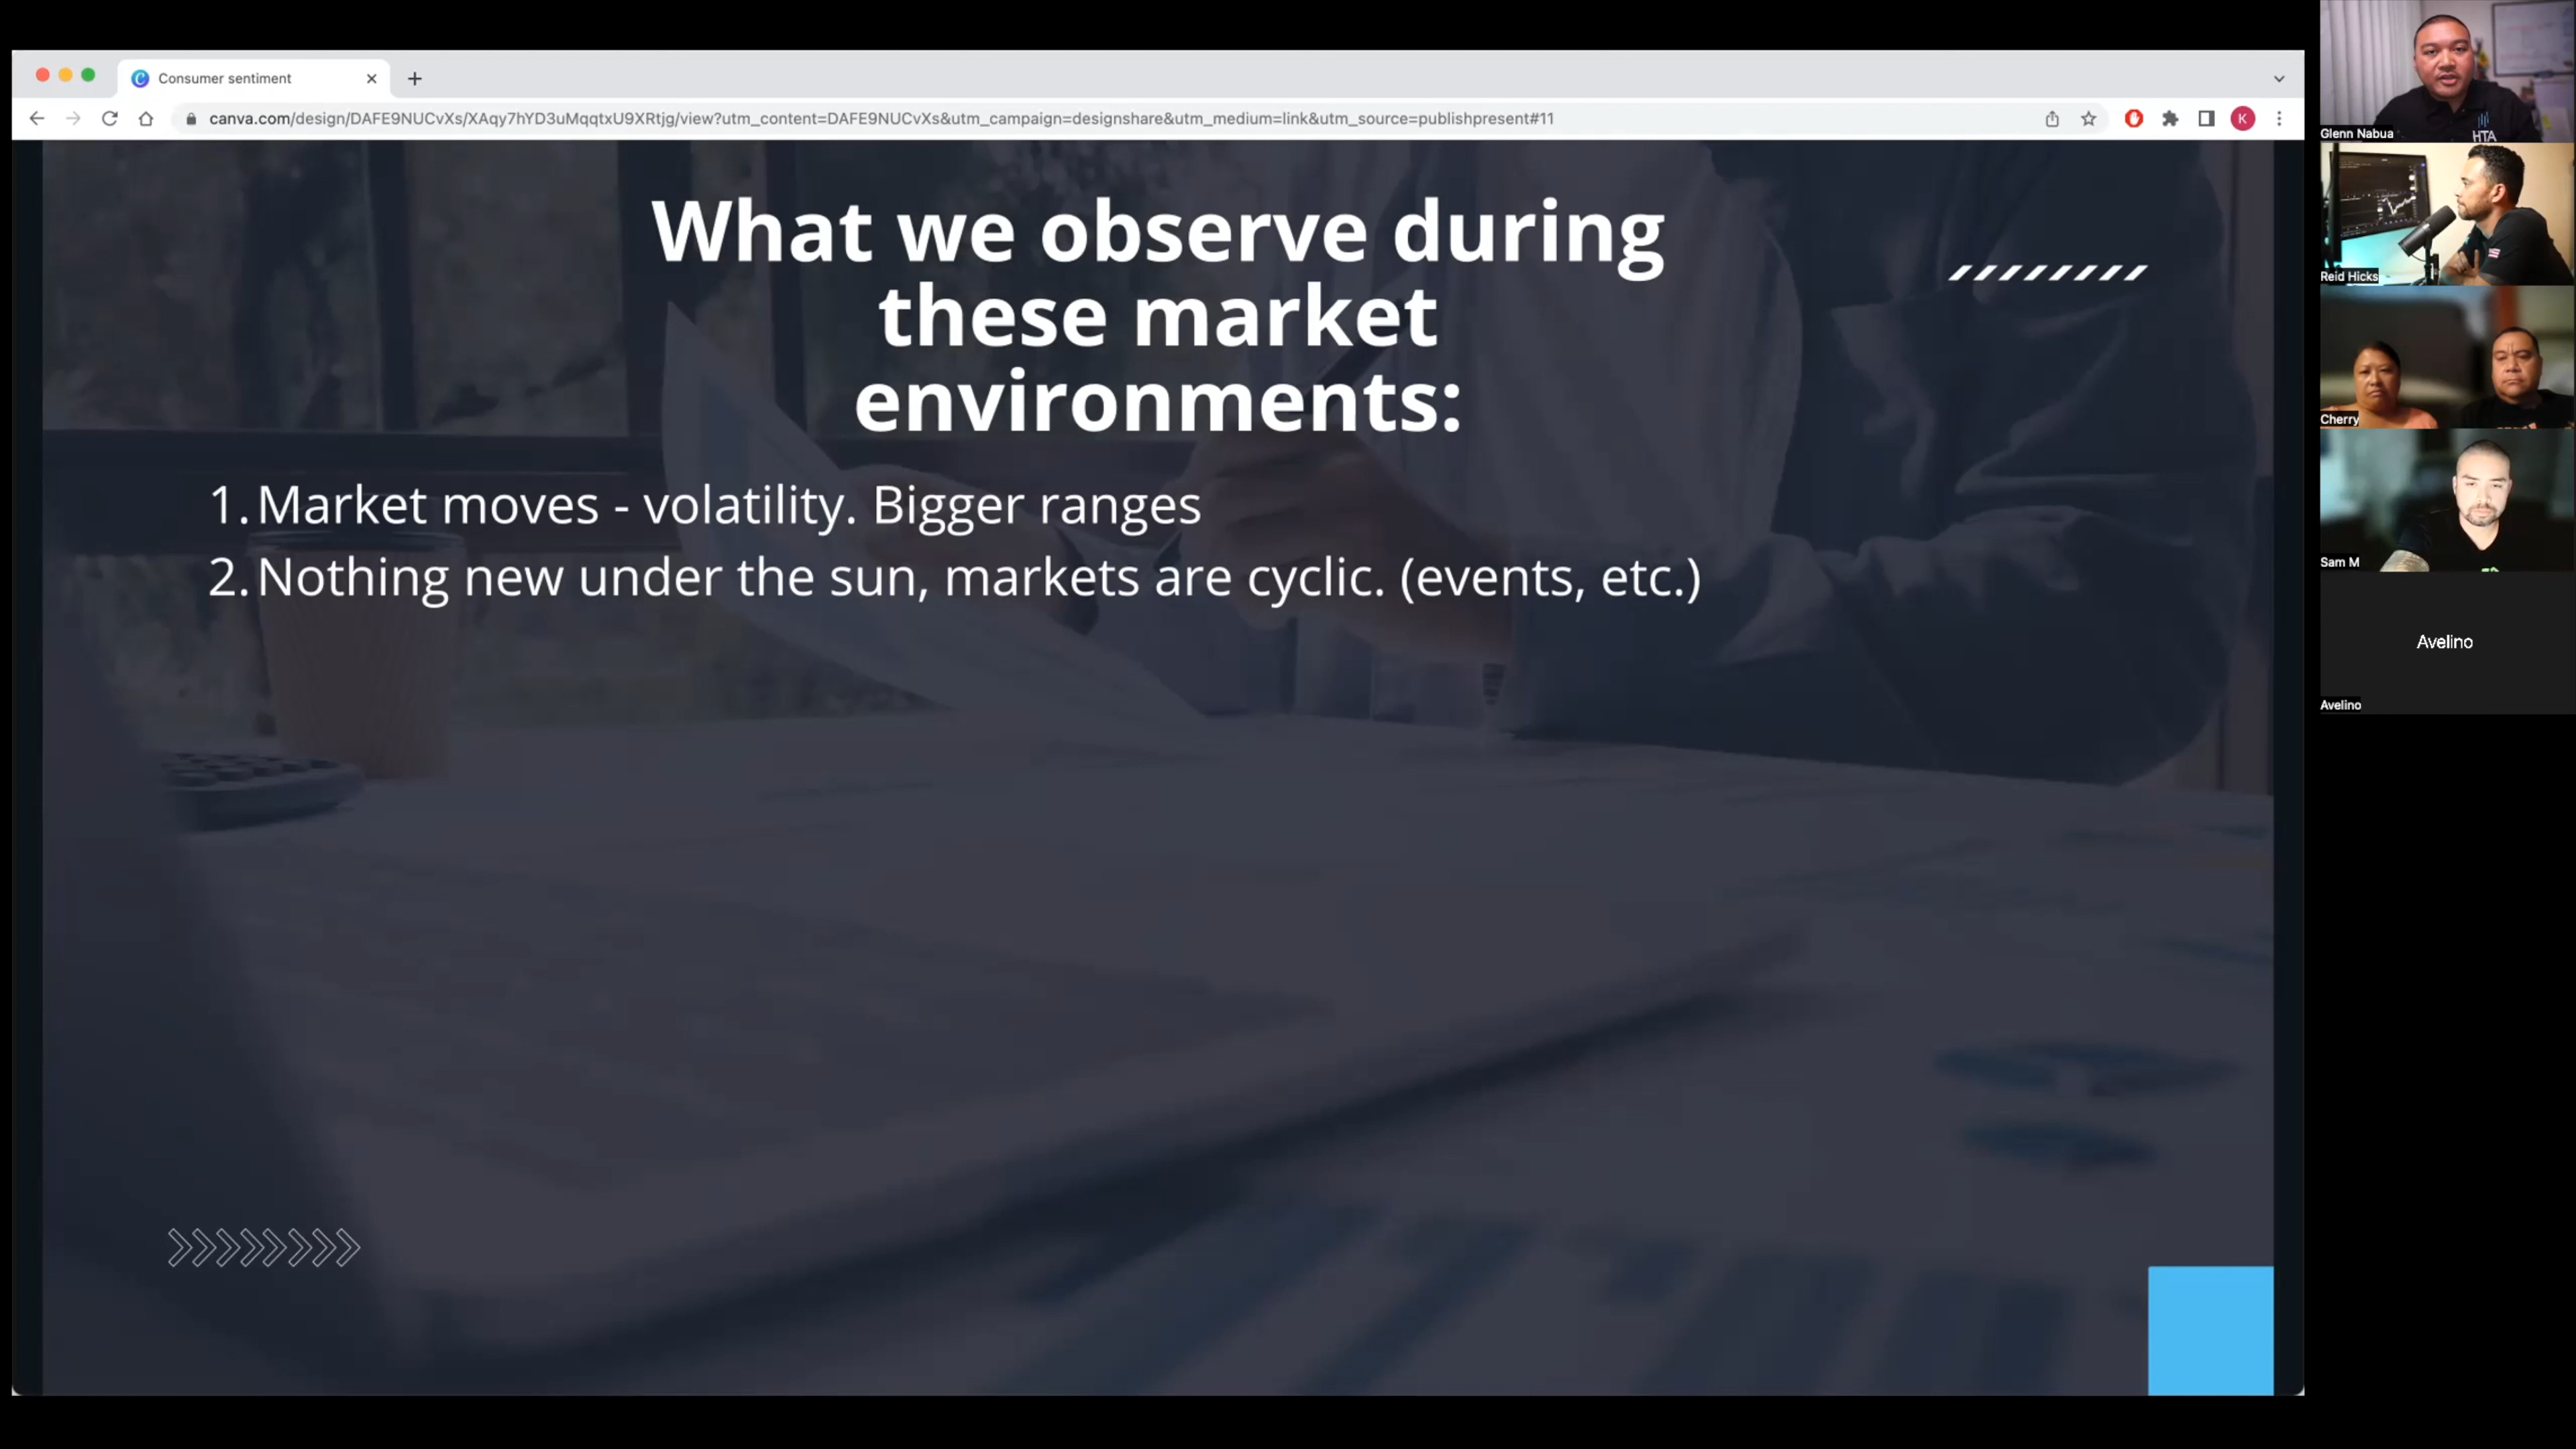 Consumer sentiment
canva.com/design/DAFE9NUCvXs/XAqy7hYD3uMqqtxU9XRtjg/view?utm_content=DAFE9NUCvXs&utm_campaign=designshare&utm_medium=link&utm_source=publishpresent#11
K
What we observe during
these market
environments:
1. Market moves - volatility. Bigger ranges
2. Nothing new under the sun, markets are cyclic. (events, etc.)
HTA
Glenn Nabua
Reid Hicks
Cherry
Sam M
Avelino
Avelino